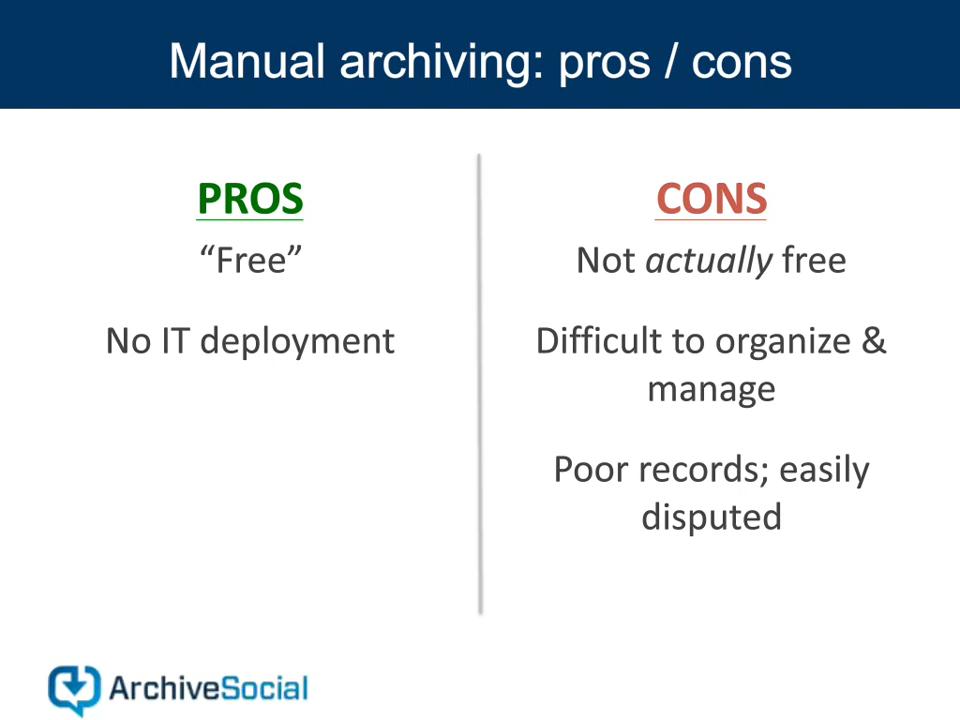 Manual archiving: pros / cons
PROS
“Free”
No IT deployment
CONS
Not actually free
Difficult to organize &
manage
Poor records; easily
disputed
ArchiveSocial